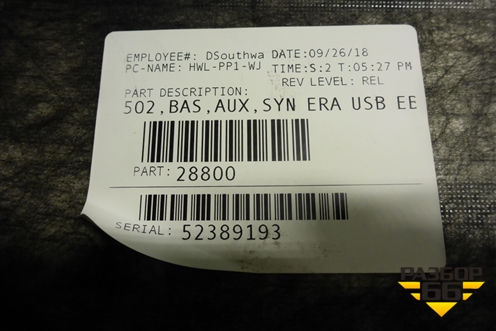 EMPLOYEE#: DSouthwa DATE:09/26/18
PC-NAME: HWL-PP1-WJ TIME:5:2 T:05:27 PM
REV LEVEL: REL
PART DESCRIPTION:
502,BAS,AUX,SYN ERA USB EE
PART: 28800
SERIAL: 52389193
РАЗБОР
66